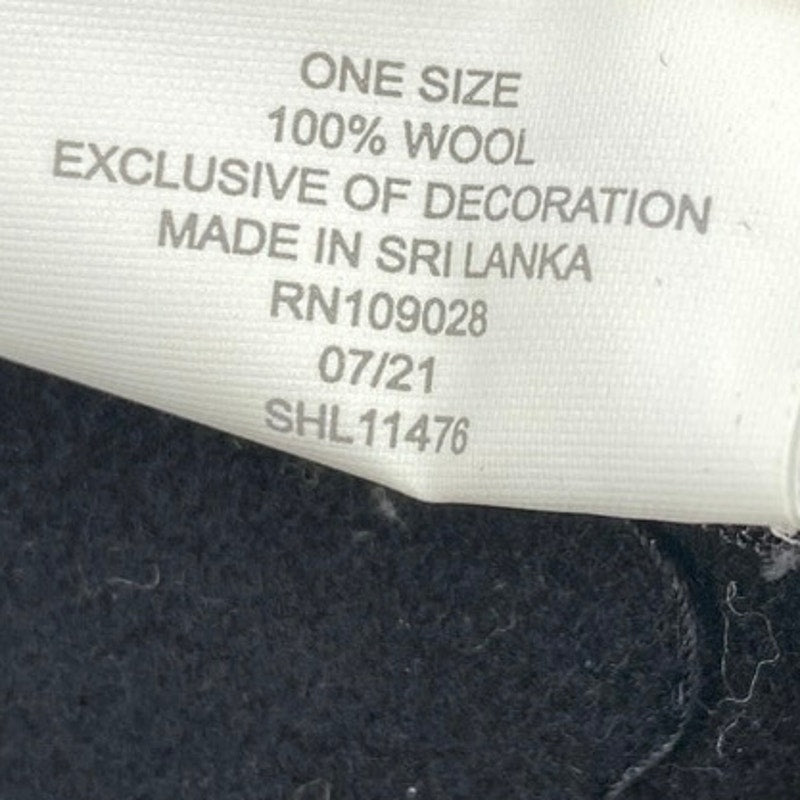 ONE SIZE
100% WOOL
EXCLUSIVE OF DECORATION
MADE IN SRI LANKA
RN109028
07/21
SHL11476